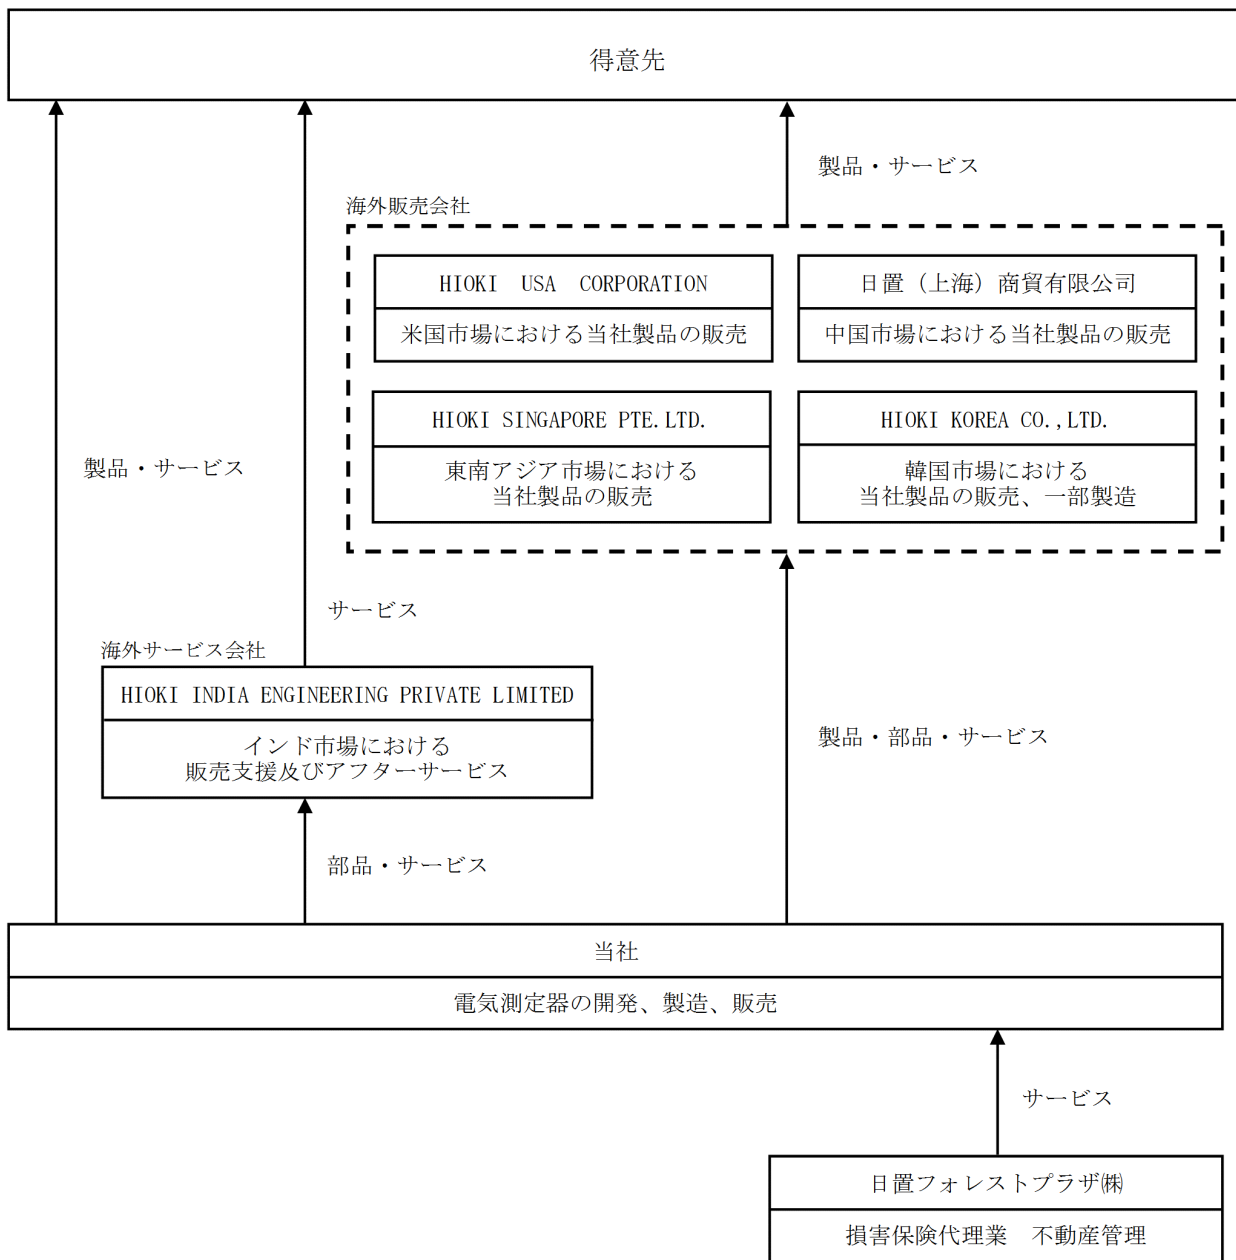 得意先
製品・サービス
海外販売会社
HIOKI USA CORPORATION
日置（上海）商貿有限公司
米国市場における当社製品の販売
中国市場における当社製品の販売
HIOKI SINGAPORE PTE.LTD.
HIOKI KOREA CO.,LTD.
東南アジア市場における
当社製品の販売
韓国市場における
当社製品の販売、一部製造
製品・サービス
サービス
海外サービス会社
HIOKI INDIA ENGINEERING PRIVATE LIMITED
インド市場における
販売支援及びアフターサービス
製品・部品・サービス
部品・サービス
当社
電気測定器の開発、製造、販売
サービス
日置フォレストプラザ㈱
損害保険代理業　不動産管理